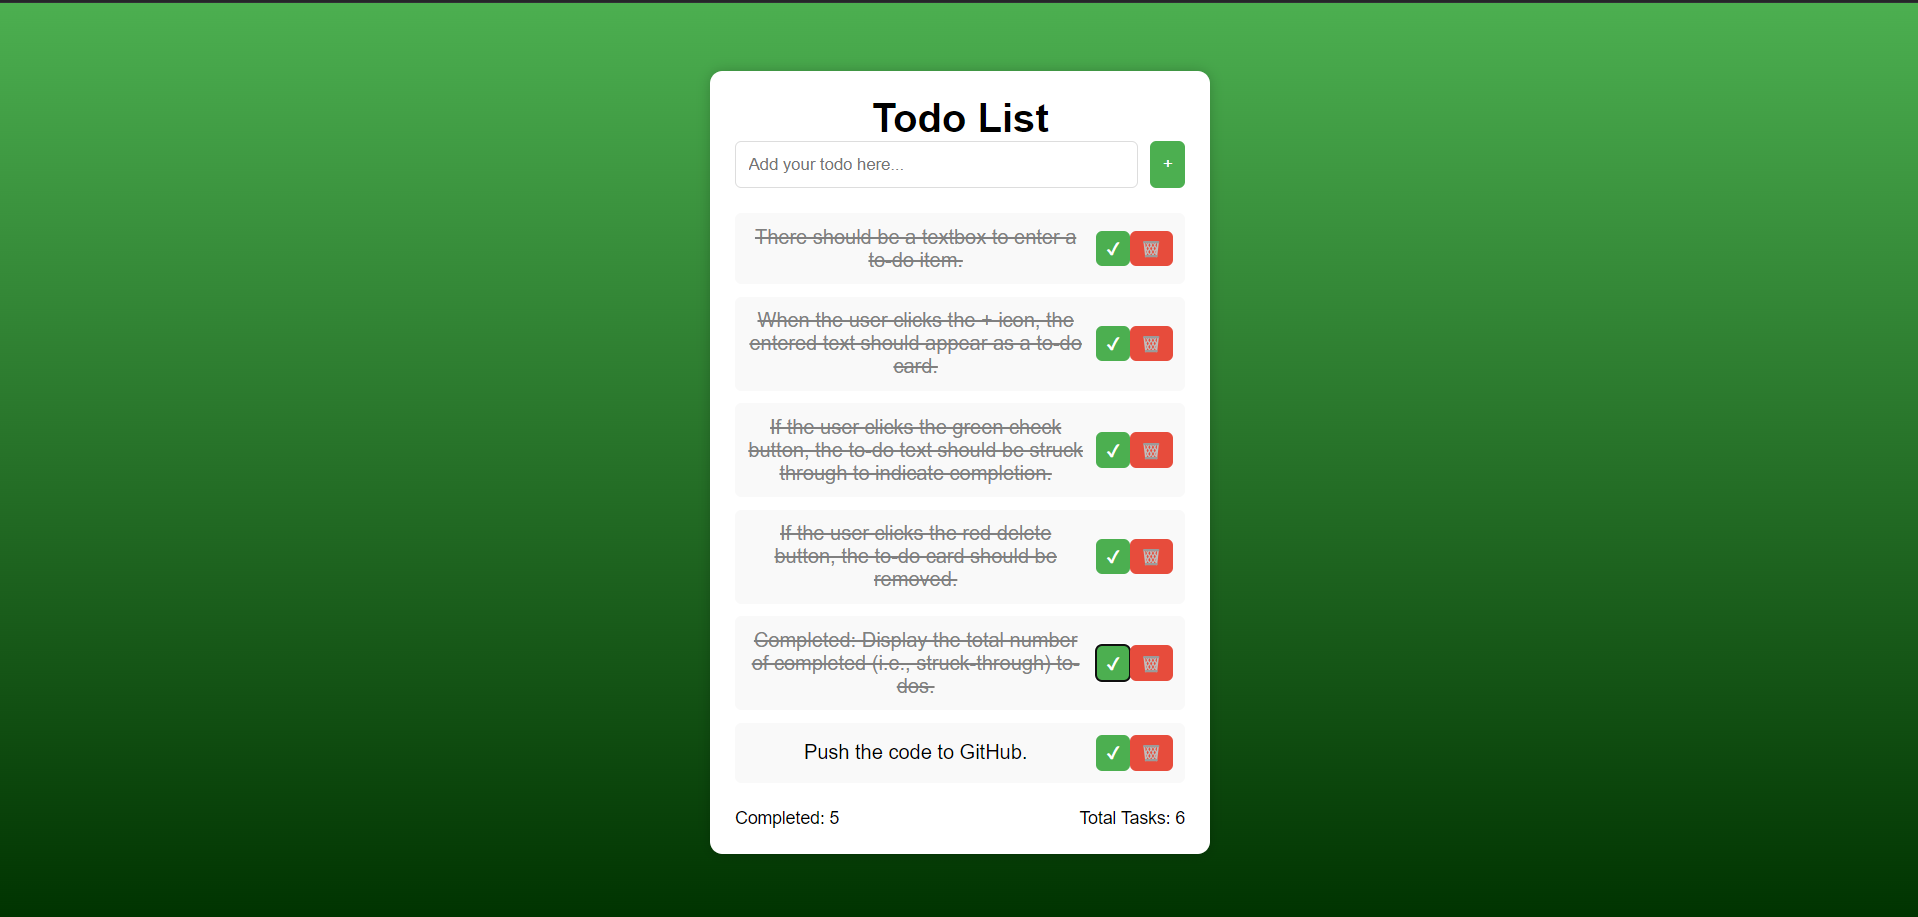 Todo List
Add your todo here...
+
There should be a textbox to enter a
to-do item.
When the user clicks the + icon, the
entered text should appear as a to-do
card.
If the user clicks the green check
button, the to-do text should be struck
through to indicate completion.
If the user clicks the red delete
button, the to-do card should be
removed.
Completed: Display the total number
of completed (i.e., struck-through) to-
dos.
Push the code to GitHub.
Completed: 5
Total Tasks: 6